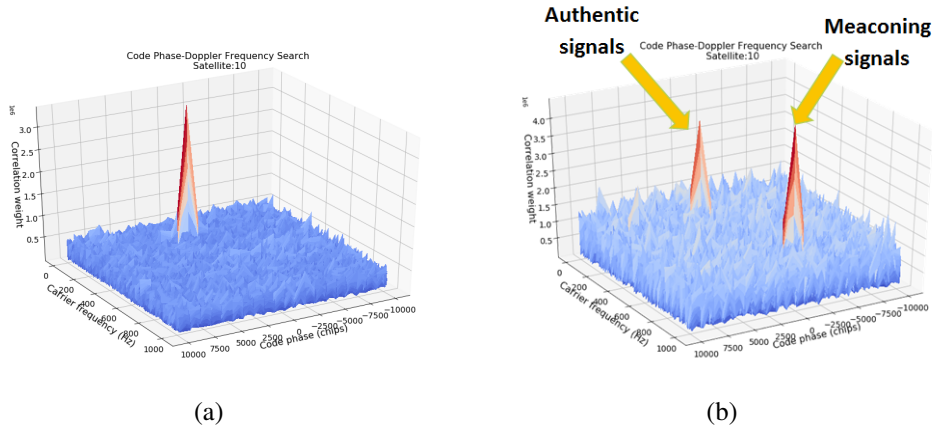 Code Phase-Doppler Frequency Search
Satellite:10
1e6
3.0
2.5
2.0
1.5
1.0
0.5
Correlation weight
0
200
400
600
800
1000
Carrier frequency (Hz)
10000
7500
5000
2500
0
−2500
−5000
−7500
−10000
Code phase (chips)
(a)
Authentic
signals
Meaconing
signals
Code Phase-Doppler Frequency Search
Satellite:10
1e6
4.0
3.5
3.0
2.5
2.0
1.5
1.0
0.5
Correlation weight
0
200
400
600
800
1000
Carrier frequency (Hz)
10000
7500
5000
2500
0
−2500
−5000
−7500
−10000
Code phase (chips)
(b)